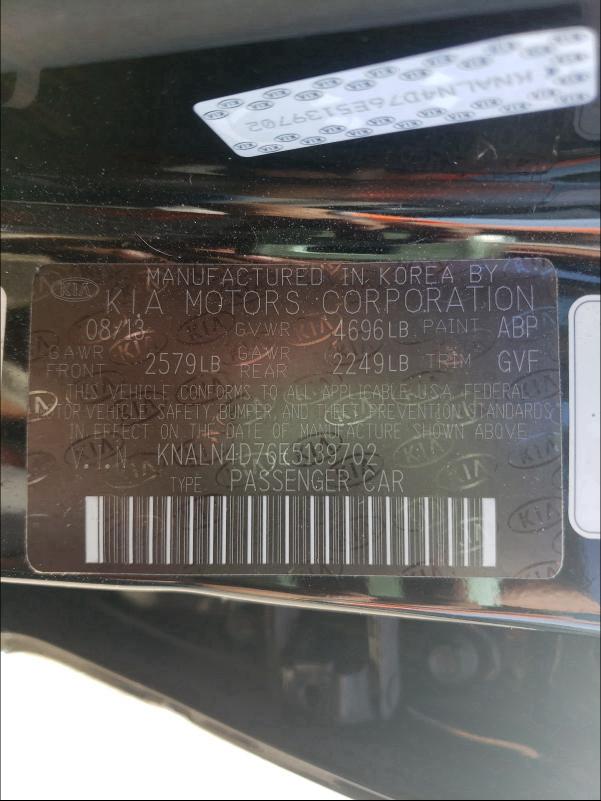 KNALN4D76E5139702
MANUFACTURED IN KOREA BY
KIA MOTORS CORPORATION
08/13 G.VWR 4696LB PAINT ABP
GAWR FRONT 2579LB GAWR REAR 2249LB TRIM GVF
THIS VEHICLE CONFORMS TO ALL APPLICABLE U.S.A. FEDERAL
MOTOR VEHICLE SAFETY, BUMPER, AND THEFT PREVENTION STANDARDS
IN EFFECT ON THE DATE OF MANUFACTURE SHOWN ABOVE.
V.I.N KNALN4D76E5139702
TYPE PASSENGER CAR